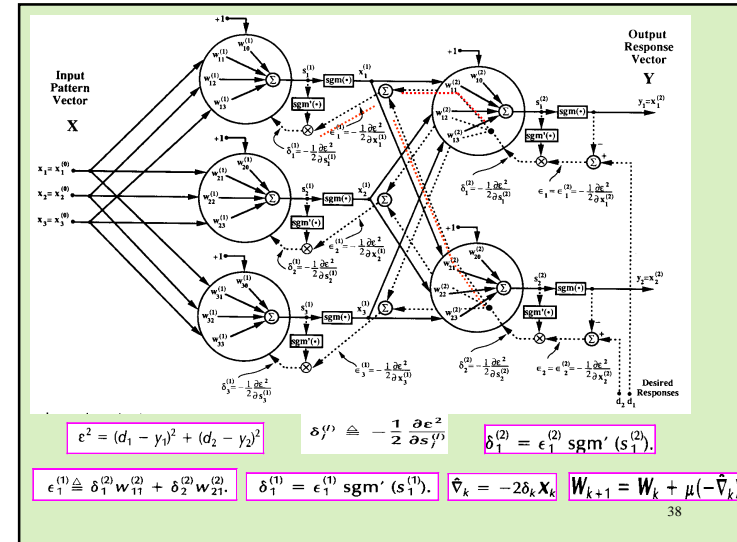 Input
Pattern
Vector
X
Output
Response
Vector
Y
+1
w₁₀⁽¹⁾
w₁₁⁽¹⁾
w₁₂⁽¹⁾
w₁₃⁽¹⁾
Σ
s₁⁽¹⁾
sgm(•)
x₁⁽¹⁾
sgm'(•)
Σ
δ₁⁽¹⁾=-1/2 ∂ε²/∂s₁⁽¹⁾
ϵ₁⁽¹⁾=-1/2 ∂ε²/∂x₁⁽¹⁾
+1
w₁₀⁽²⁾
w₁₁⁽²⁾
w₁₂⁽²⁾
w₁₃⁽²⁾
Σ
s₁⁽²⁾
sgm(•)
y₁=x₁⁽²⁾
sgm'(•)
Σ
+
−
δ₁⁽²⁾=-1/2 ∂ε²/∂s₁⁽²⁾
ϵ₁=ϵ₁⁽²⁾=-1/2 ∂ε²/∂x₁⁽²⁾
x₁=x₁⁽⁰⁾
x₂=x₂⁽⁰⁾
x₃=x₃⁽⁰⁾
+1
w₂₀⁽¹⁾
w₂₁⁽¹⁾
w₂₂⁽¹⁾
w₂₃⁽¹⁾
Σ
s₂⁽¹⁾
sgm(•)
x₂⁽¹⁾
sgm'(•)
Σ
δ₂⁽¹⁾=-1/2 ∂ε²/∂s₂⁽¹⁾
ϵ₂⁽¹⁾=-1/2 ∂ε²/∂x₂⁽¹⁾
+1
w₂₀⁽²⁾
w₂₁⁽²⁾
w₂₂⁽²⁾
w₂₃⁽²⁾
Σ
s₂⁽²⁾
sgm(•)
y₂=x₂⁽²⁾
sgm'(•)
Σ
+
−
δ₂⁽²⁾=-1/2 ∂ε²/∂s₂⁽²⁾
ϵ₂=ϵ₂⁽²⁾=-1/2 ∂ε²/∂x₂⁽²⁾
+1
w₃₀⁽¹⁾
w₃₁⁽¹⁾
w₃₂⁽¹⁾
w₃₃⁽¹⁾
Σ
s₃⁽¹⁾
sgm(•)
x₃⁽¹⁾
sgm'(•)
Σ
δ₃⁽¹⁾=-1/2 ∂ε²/∂s₃⁽¹⁾
ϵ₃⁽¹⁾=-1/2 ∂ε²/∂x₃⁽¹⁾
Desired
Responses
d₂ d₁
ε² = (d₁ − y₁)² + (d₂ − y₂)²
δⱼ⁽ˡ⁾ ≜ −1/2 ∂ε²/∂sⱼ⁽ˡ⁾
δ₁⁽²⁾ = ϵ₁⁽²⁾ sgm′ (s₁⁽²⁾).
ϵ₁⁽¹⁾ ≜ δ₁⁽²⁾w₁₁⁽²⁾ + δ₂⁽²⁾w₂₁⁽²⁾.
δ₁⁽¹⁾ = ϵ₁⁽¹⁾ sgm′ (s₁⁽¹⁾).
∇̂ₖ = −2δₖXₖ
Wₖ₊₁ = Wₖ + μ(−∇̂ₖ)
38